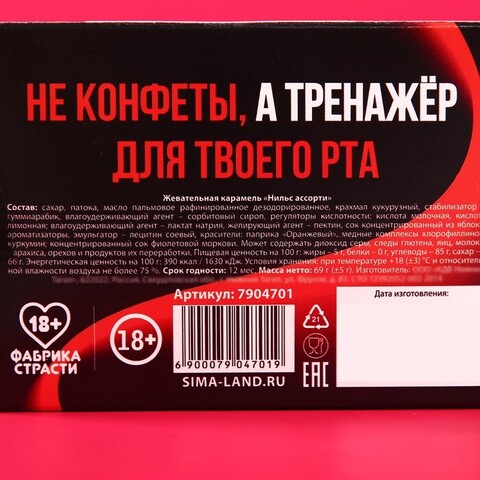 НЕ КОНФЕТЫ, А ТРЕНАЖЁР
ДЛЯ ТВОЕГО РТА
Жевательная карамель «Нильс ассорти»
Состав: сахар, патока, масло пальмовое рафинированное дезодорированное, крахмал кукурузный, стабилизатор
гуммиарабик, влагоудерживающий агент – сорбитовый сироп, регуляторы кислотности: кислота молочная,
лимонная; влагоудерживающий агент – лактат натрия, желирующий агент – пектин, сок концентрированный из яблок
ароматизаторы, эмульгатор – лецитин соевый, красители: паприка «Оранжевый», медные комплексы
куркумин; концентрированный сок фиолетовой моркови. Может содержать диоксид серы, следы глютена, яиц,
арахиса, орехов и продуктов их переработки. Пищевая ценность на 100 г: жиры – 5 г, белки – 0 г, углеводы – 85 г, сахар –
66 г. Энергетическая ценность на 100 г: 390 ккал / 1630 кДж. Условия хранения: при температуре +18 (±3) °С и
ной влажности воздуха не более 75 %. Срок годности: 12 мес. Масса нетто: 69 г (±5 г). Изготовитель:
Артикул: 7904701
Дата изготовления:
18+
ФАБРИКА
СТРАСТИ
18+
6 900079 047019
SIMA-LAND.RU
21
EAC